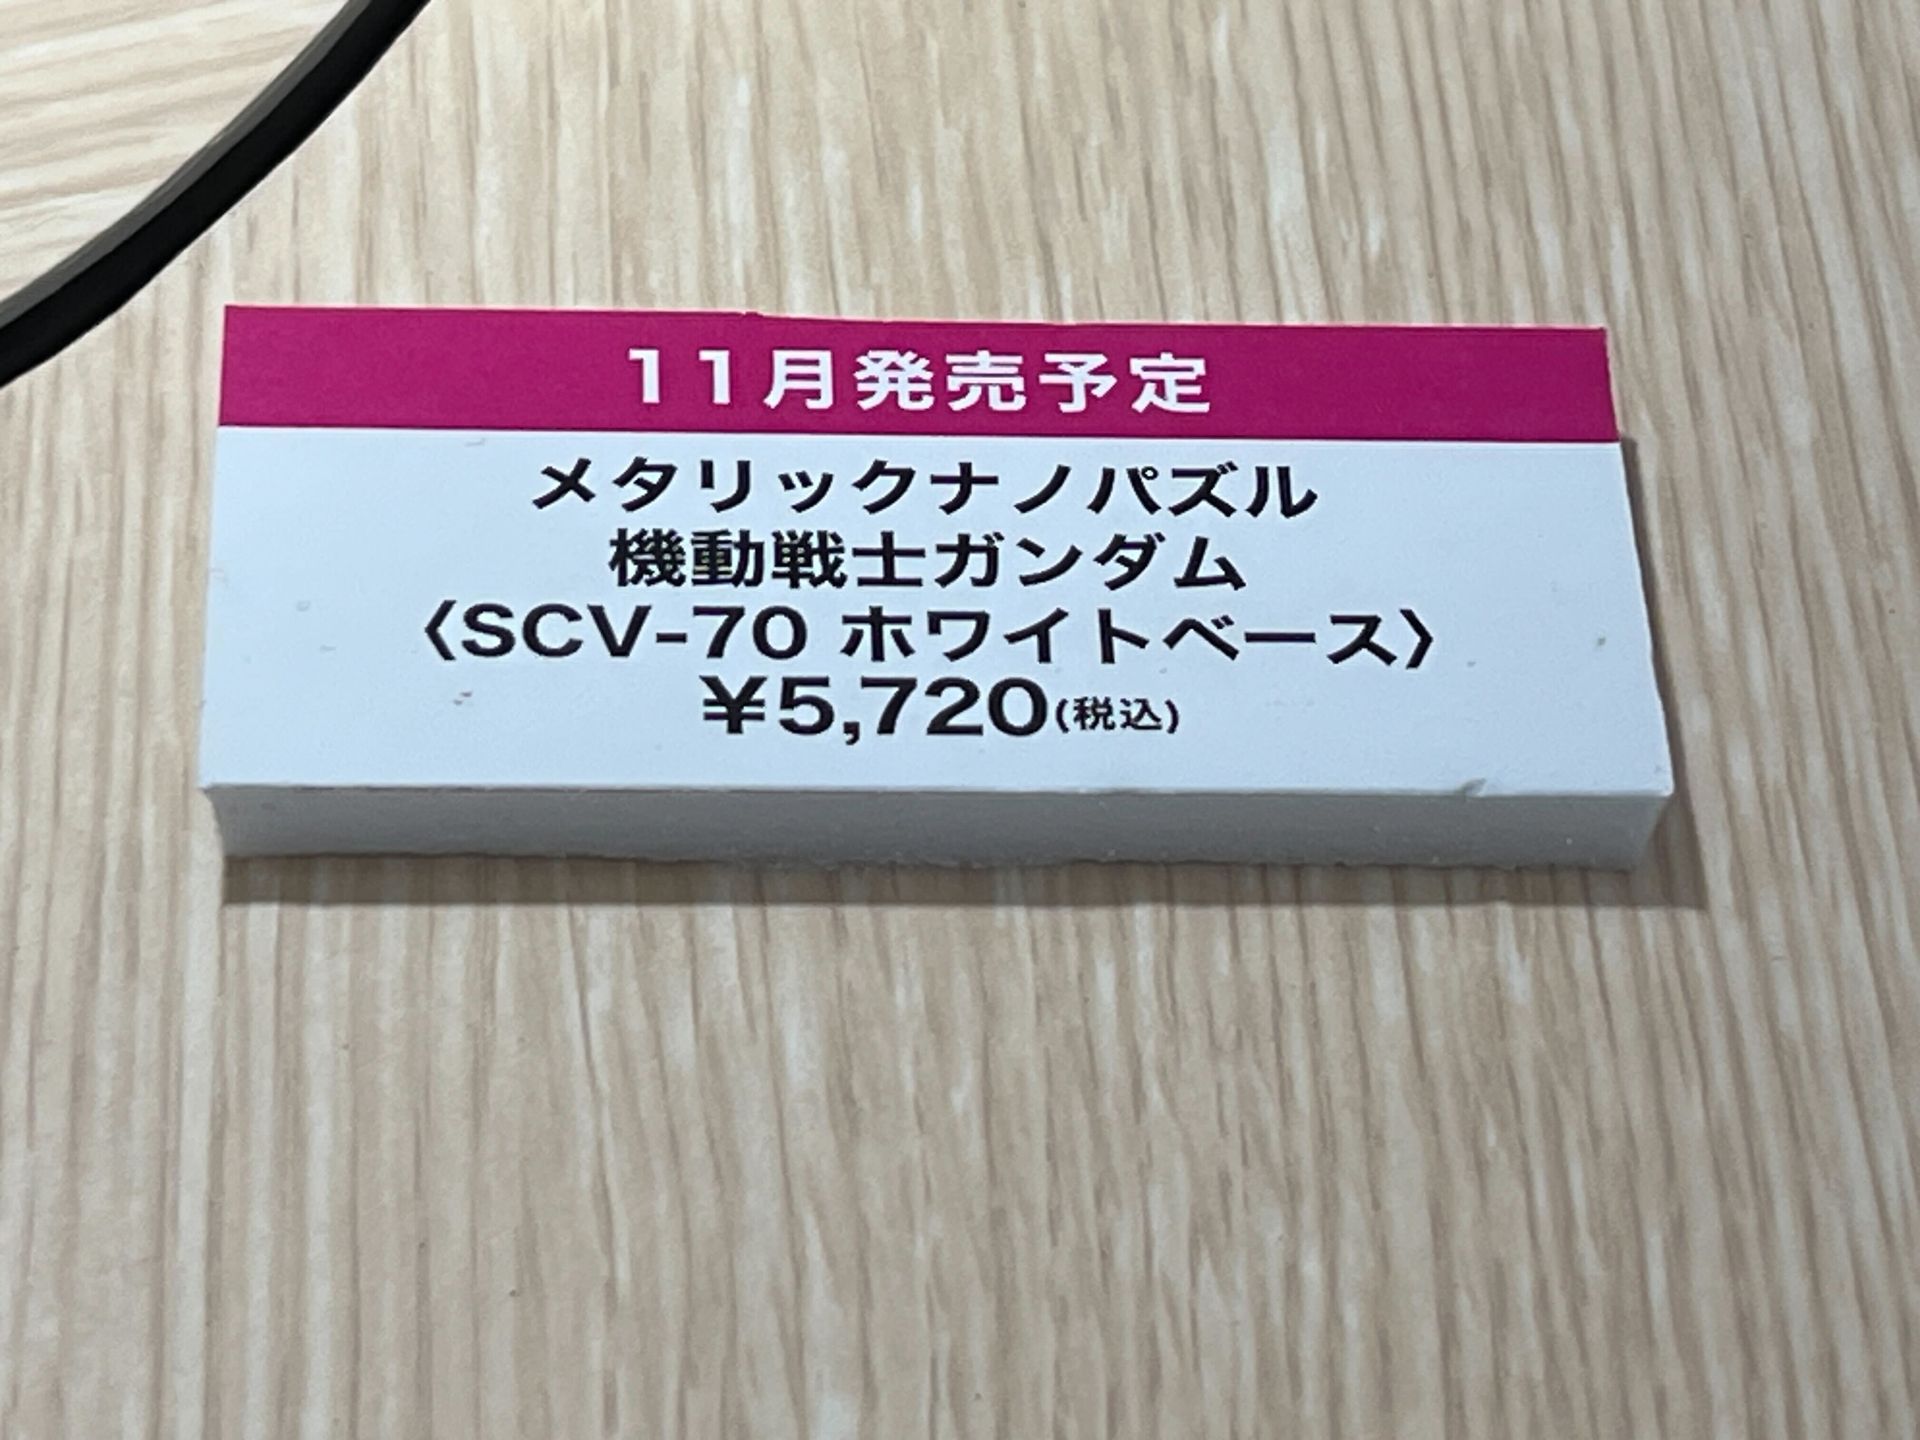 11月発売予定
メタリックナノパズル
機動戦士ガンダム
〈SCV-70 ホワイトベース〉
¥5,720(税込)